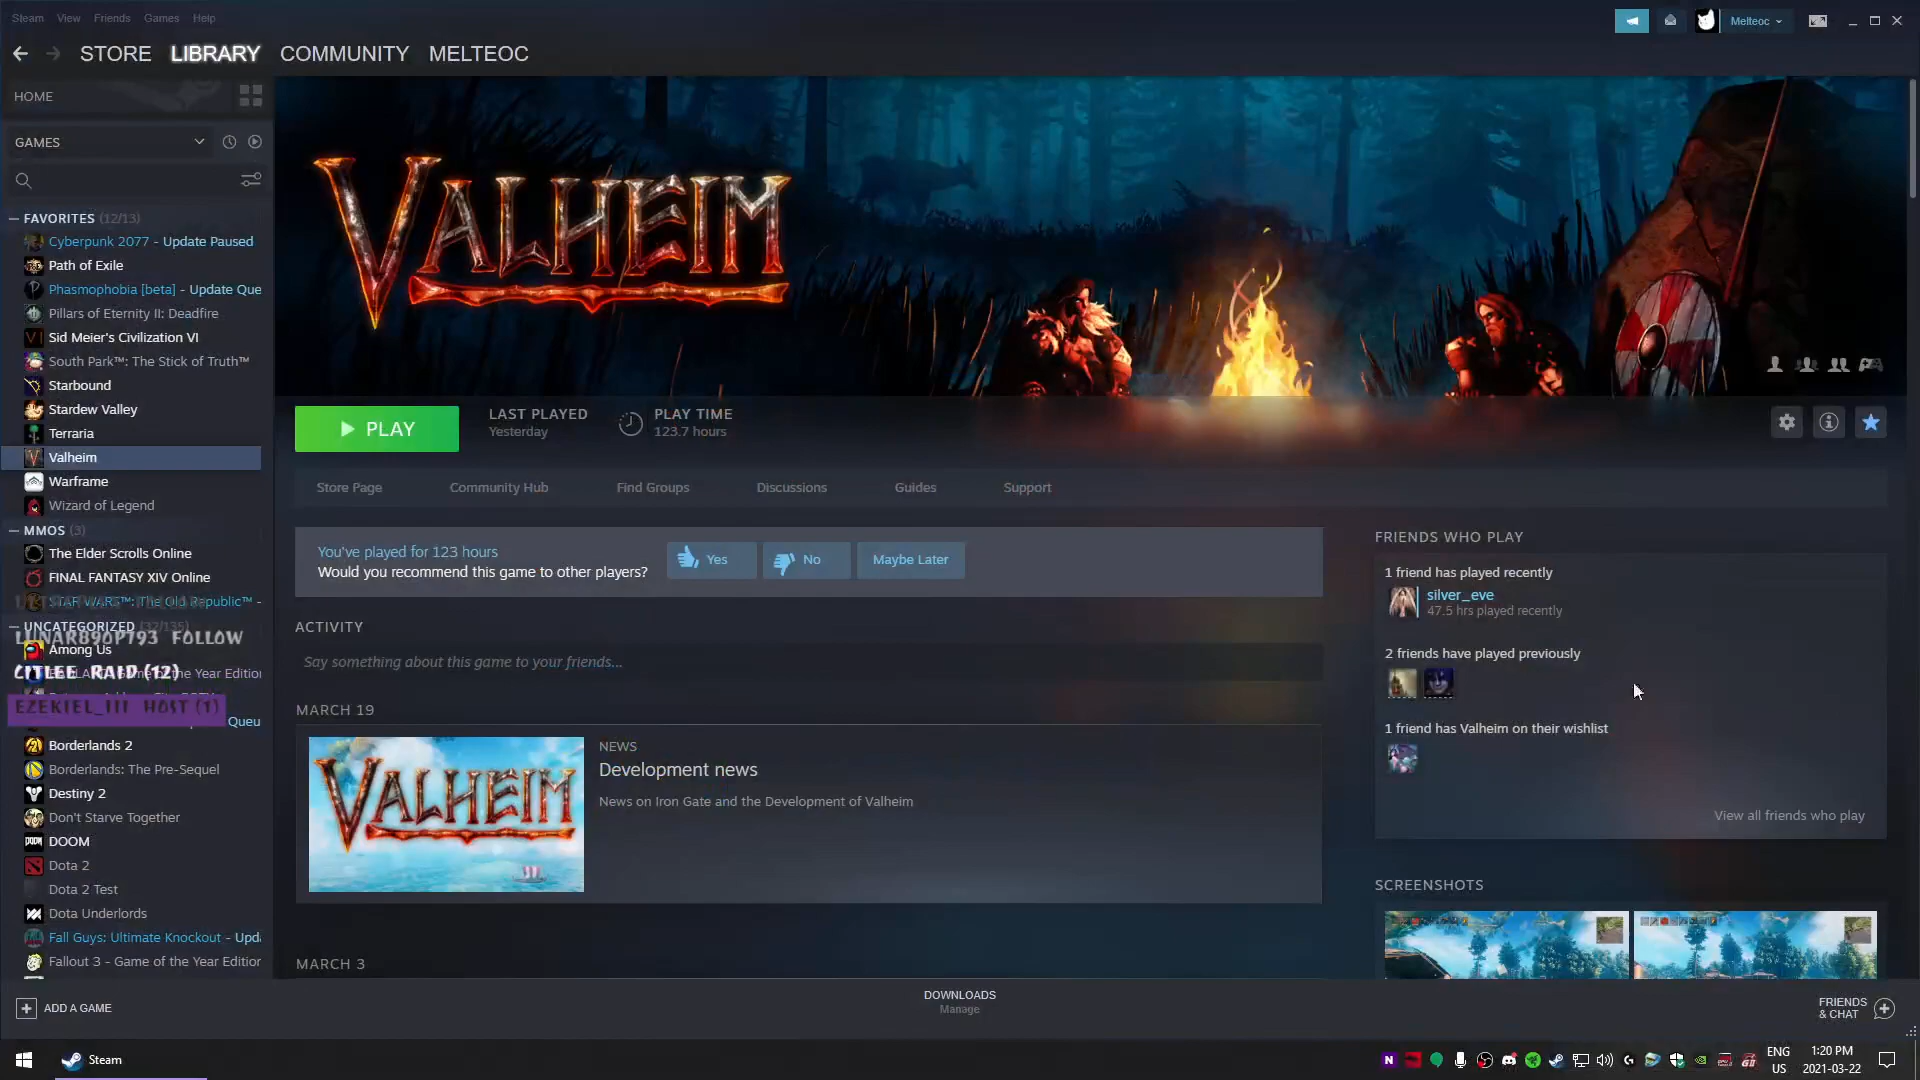 Steam View Friends Games Help
Melteoc
STORE LIBRARY COMMUNITY MELTEOC
HOME
GAMES
FAVORITES (12/13)
Cyberpunk 2077 - Update Paused
Path of Exile
Phasmophobia [beta] - Update Que
Pillars of Eternity II: Deadfire
Sid Meier's Civilization VI
South Park™: The Stick of Truth™
Starbound
Stardew Valley
Terraria
Valheim
Warframe
Wizard of Legend
MMOS (3)
The Elder Scrolls Online
FINAL FANTASY XIV Online
STAR WARS™: The Old Republic™ -
UNCATEGORIZED (32/135)
LUNAR890P793 FOLLOW
Among Us
CITLEE RAID (12)
the Year Edition
EZEKIEL_III HOST (1)
Queu
Borderlands 2
Borderlands: The Pre-Sequel
Destiny 2
Don't Starve Together
DOOM
Dota 2
Dota 2 Test
Dota Underlords
Fall Guys: Ultimate Knockout - Upda
Fallout 3 - Game of the Year Edition
ADD A GAME
VALHEIM
PLAY
LAST PLAYED
Yesterday
PLAY TIME
123.7 hours
Store Page Community Hub Find Groups Discussions Guides Support
You've played for 123 hours
Would you recommend this game to other players?
Yes No Maybe Later
ACTIVITY
Say something about this game to your friends...
MARCH 19
VALHEIM
NEWS
Development news
News on Iron Gate and the Development of Valheim
MARCH 3
FRIENDS WHO PLAY
1 friend has played recently
silver_eve
47.5 hrs played recently
2 friends have played previously
1 friend has Valheim on their wishlist
View all friends who play
SCREENSHOTS
DOWNLOADS
Manage
FRIENDS
& CHAT
Steam
ENG
US
1:20 PM
2021-03-22